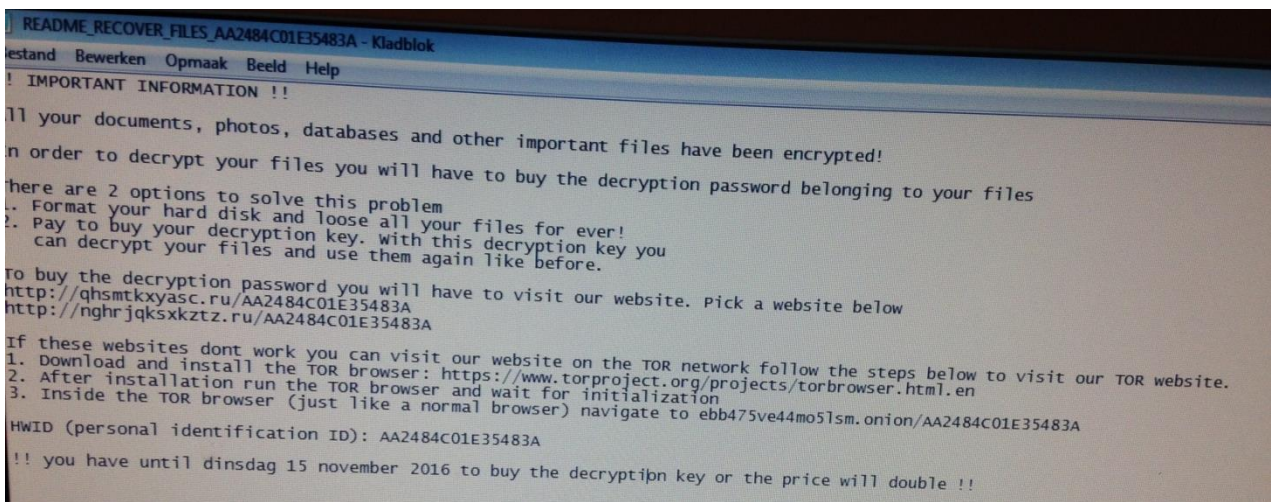 README_RECOVER_FILES_AA2484C01E35483A - Kladblok
estand Bewerken Opmaak Beeld Help
! IMPORTANT INFORMATION !!
ll your documents, photos, databases and other important files have been encrypted!
n order to decrypt your files you will have to buy the decryption password belonging to your files
here are 2 options to solve this problem
. Format your hard disk and loose all your files for ever!
2. Pay to buy your decryption key. With this decryption key you
can decrypt your files and use them again like before.
To buy the decryption password you will have to visit our website. Pick a website below
http://qhsmtkxyasc.ru/AA2484C01E35483A
http://nghrjqksxkztz.ru/AA2484C01E35483A
If these websites dont work you can visit our website on the TOR network follow the steps below to visit our TOR website.
1. Download and install the TOR browser: https://www.torproject.org/projects/torbrowser.html.en
2. After installation run the TOR browser and wait for initialization
3. Inside the TOR browser (just like a normal browser) navigate to ebb475ve44mo5lsm.onion/AA2484C01E35483A
HWID (personal identification ID): AA2484C01E35483A
!! you have until dinsdag 15 november 2016 to buy the decryption key or the price will double !!